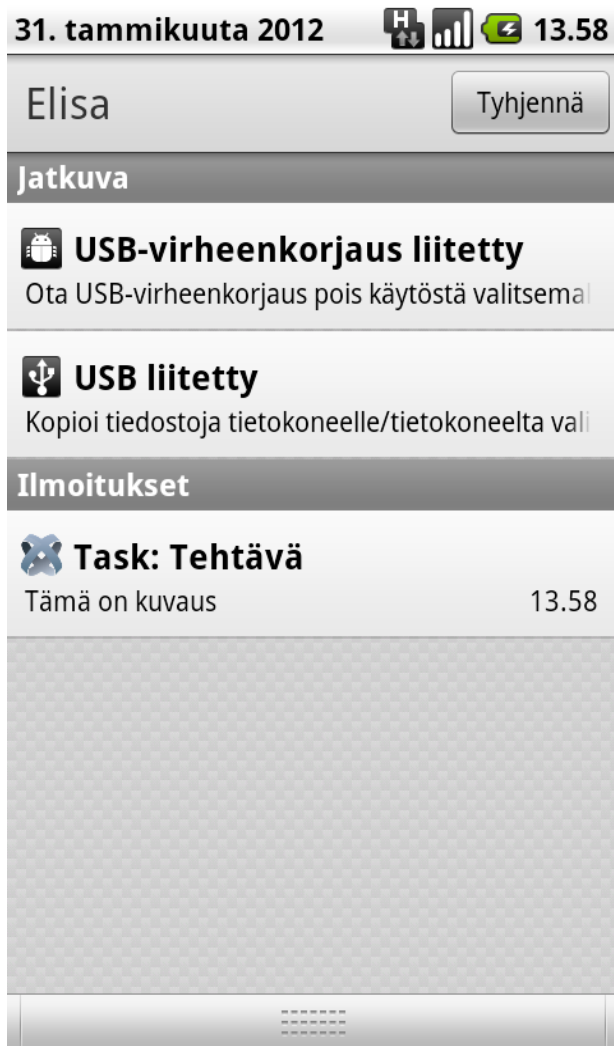 31. tammikuuta 2012 H 13.58
Elisa Tyhjennä
Jatkuva
USB-virheenkorjaus liitetty
Ota USB-virheenkorjaus pois käytöstä valitsemal
USB liitetty
Kopioi tiedostoja tietokoneelle/tietokoneelta vali
Ilmoitukset
Task: Tehtävä
Tämä on kuvaus 13.58